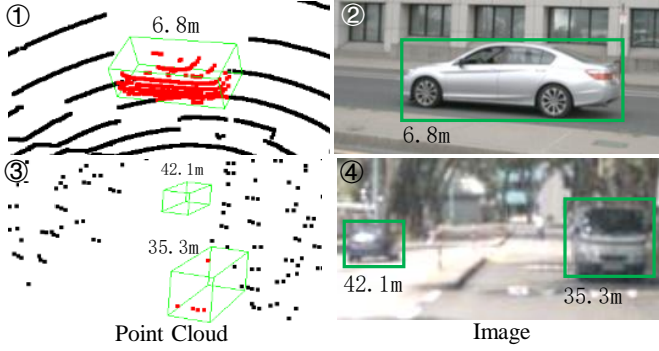 ① 6.8m
② 6.8m
③ 42.1m
35.3m
④ 42.1m
35.3m
Point Cloud
Image